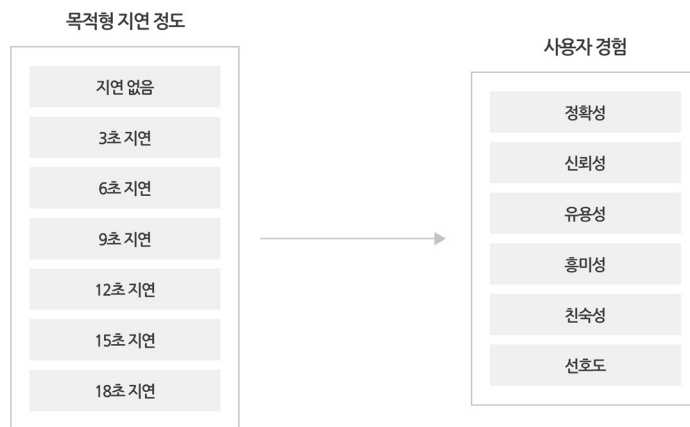 목적형 지연 정도
지연 없음
3초 지연
6초 지연
9초 지연
12초 지연
15초 지연
18초 지연
사용자 경험
정확성
신뢰성
유용성
흥미성
친숙성
선호도